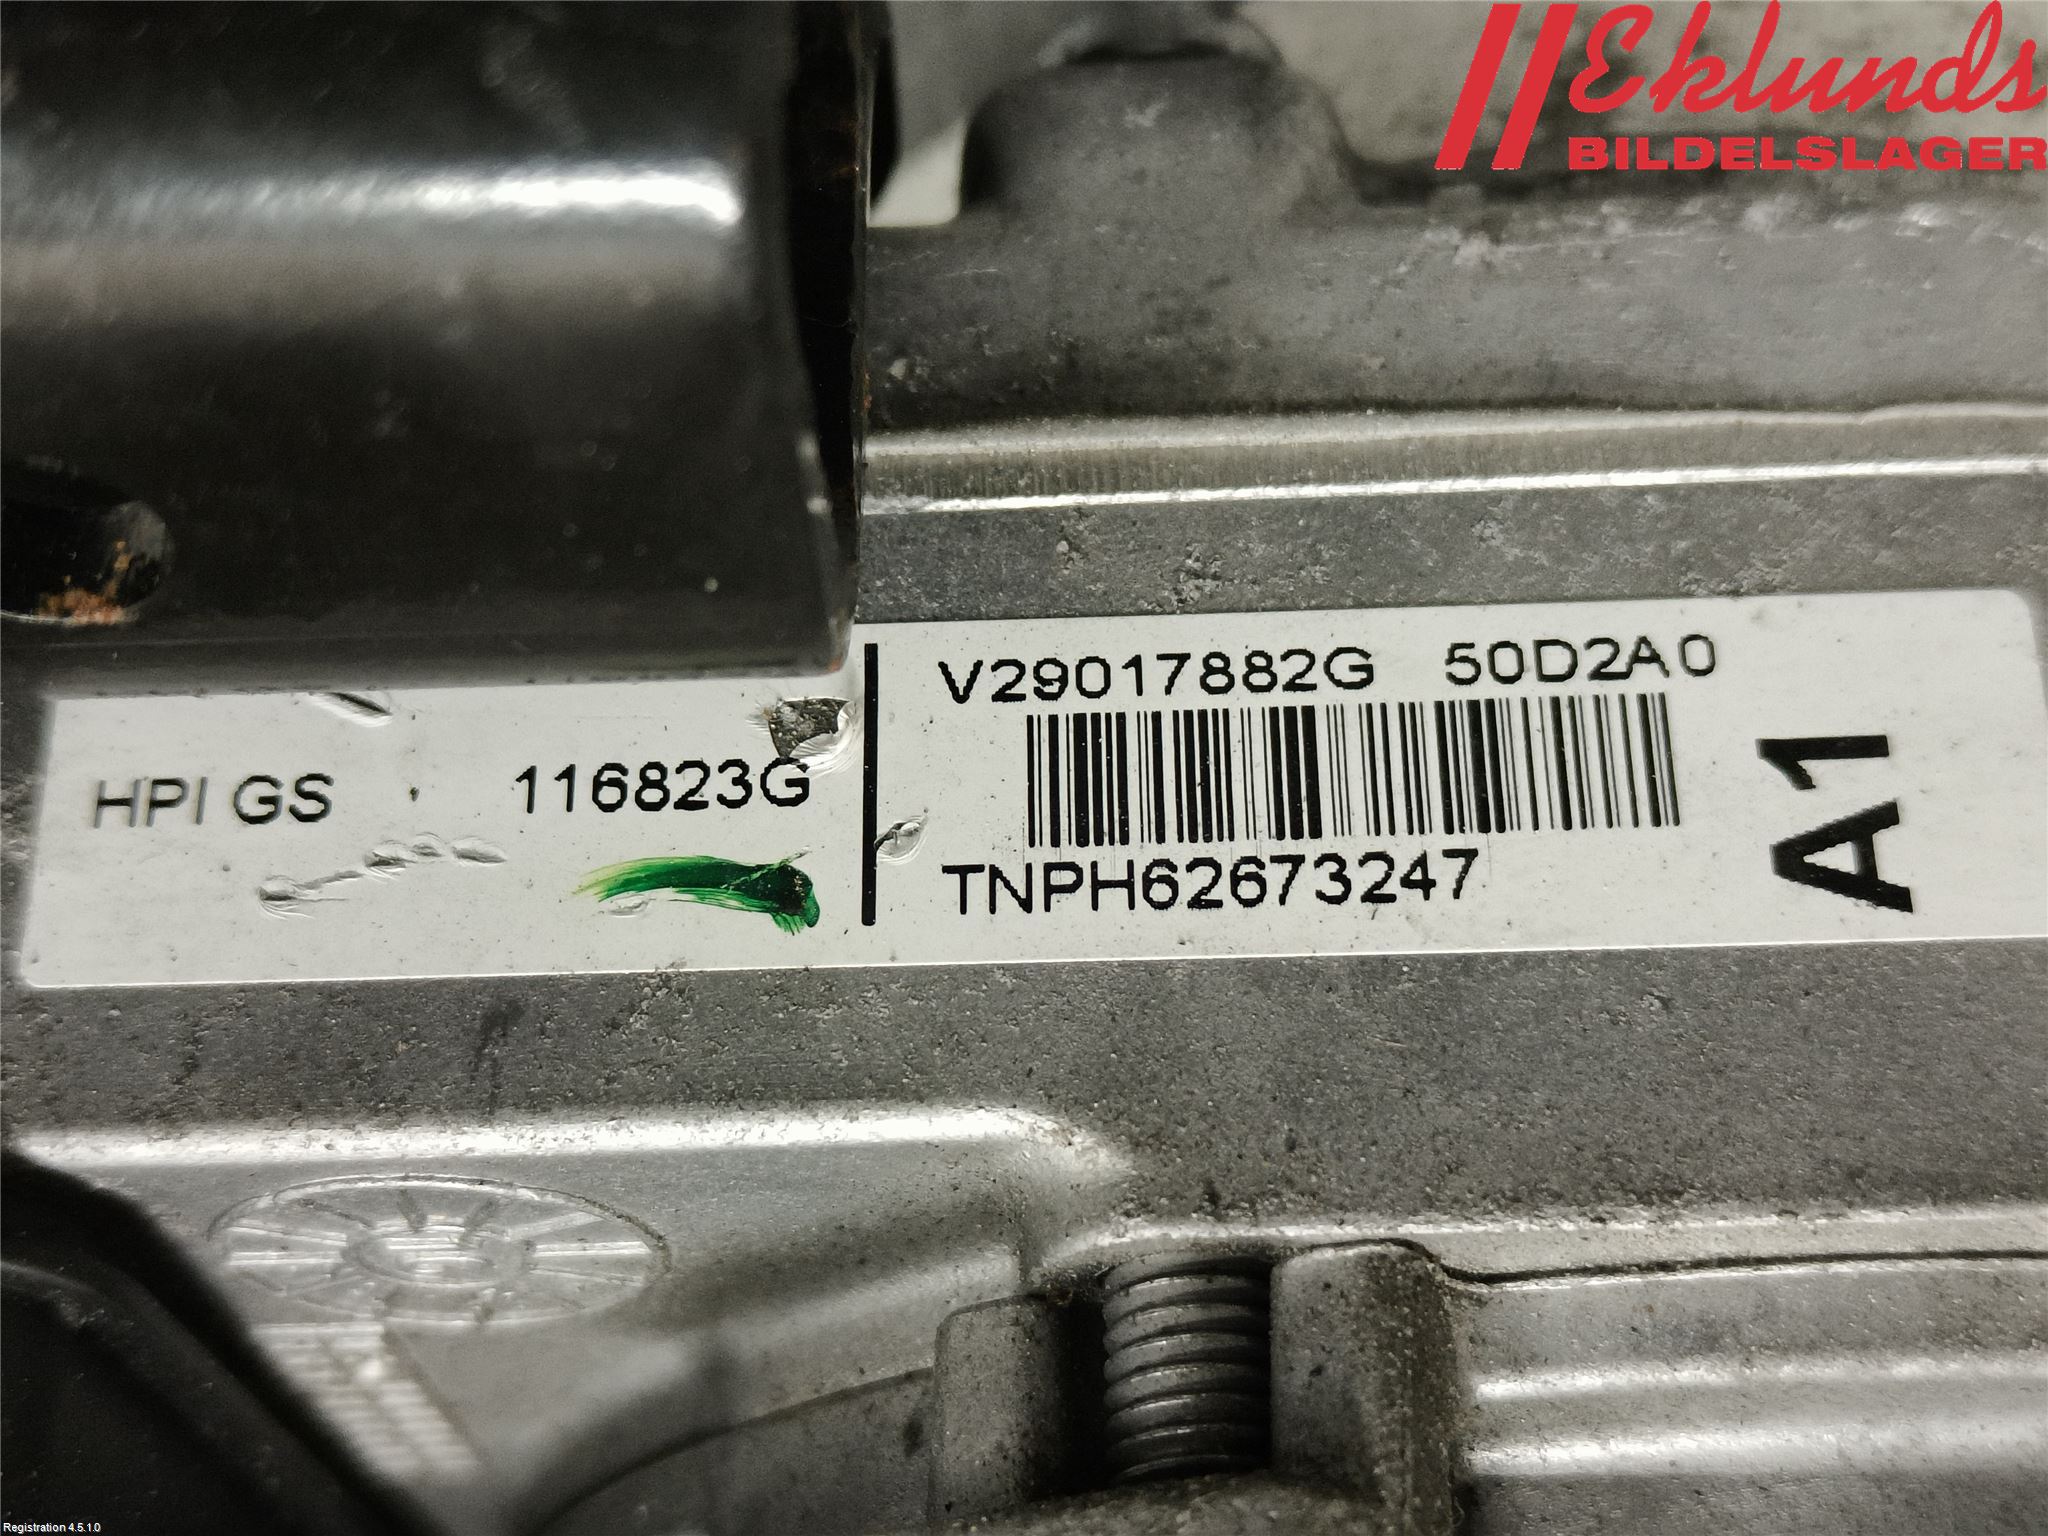 Eklunds
BILDELSLAGER
HPI GS 116823G
V29017882G 50D2A0
TNPH62673247
A1
Registration 4.5.1.0